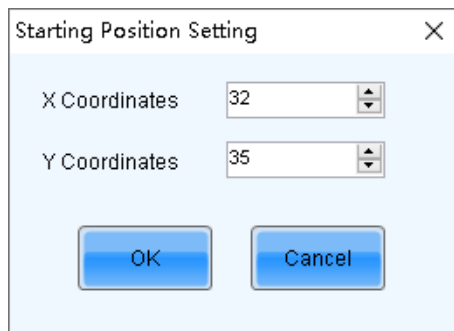 Starting Position Setting
X Coordinates 32
Y Coordinates 35
OK Cancel